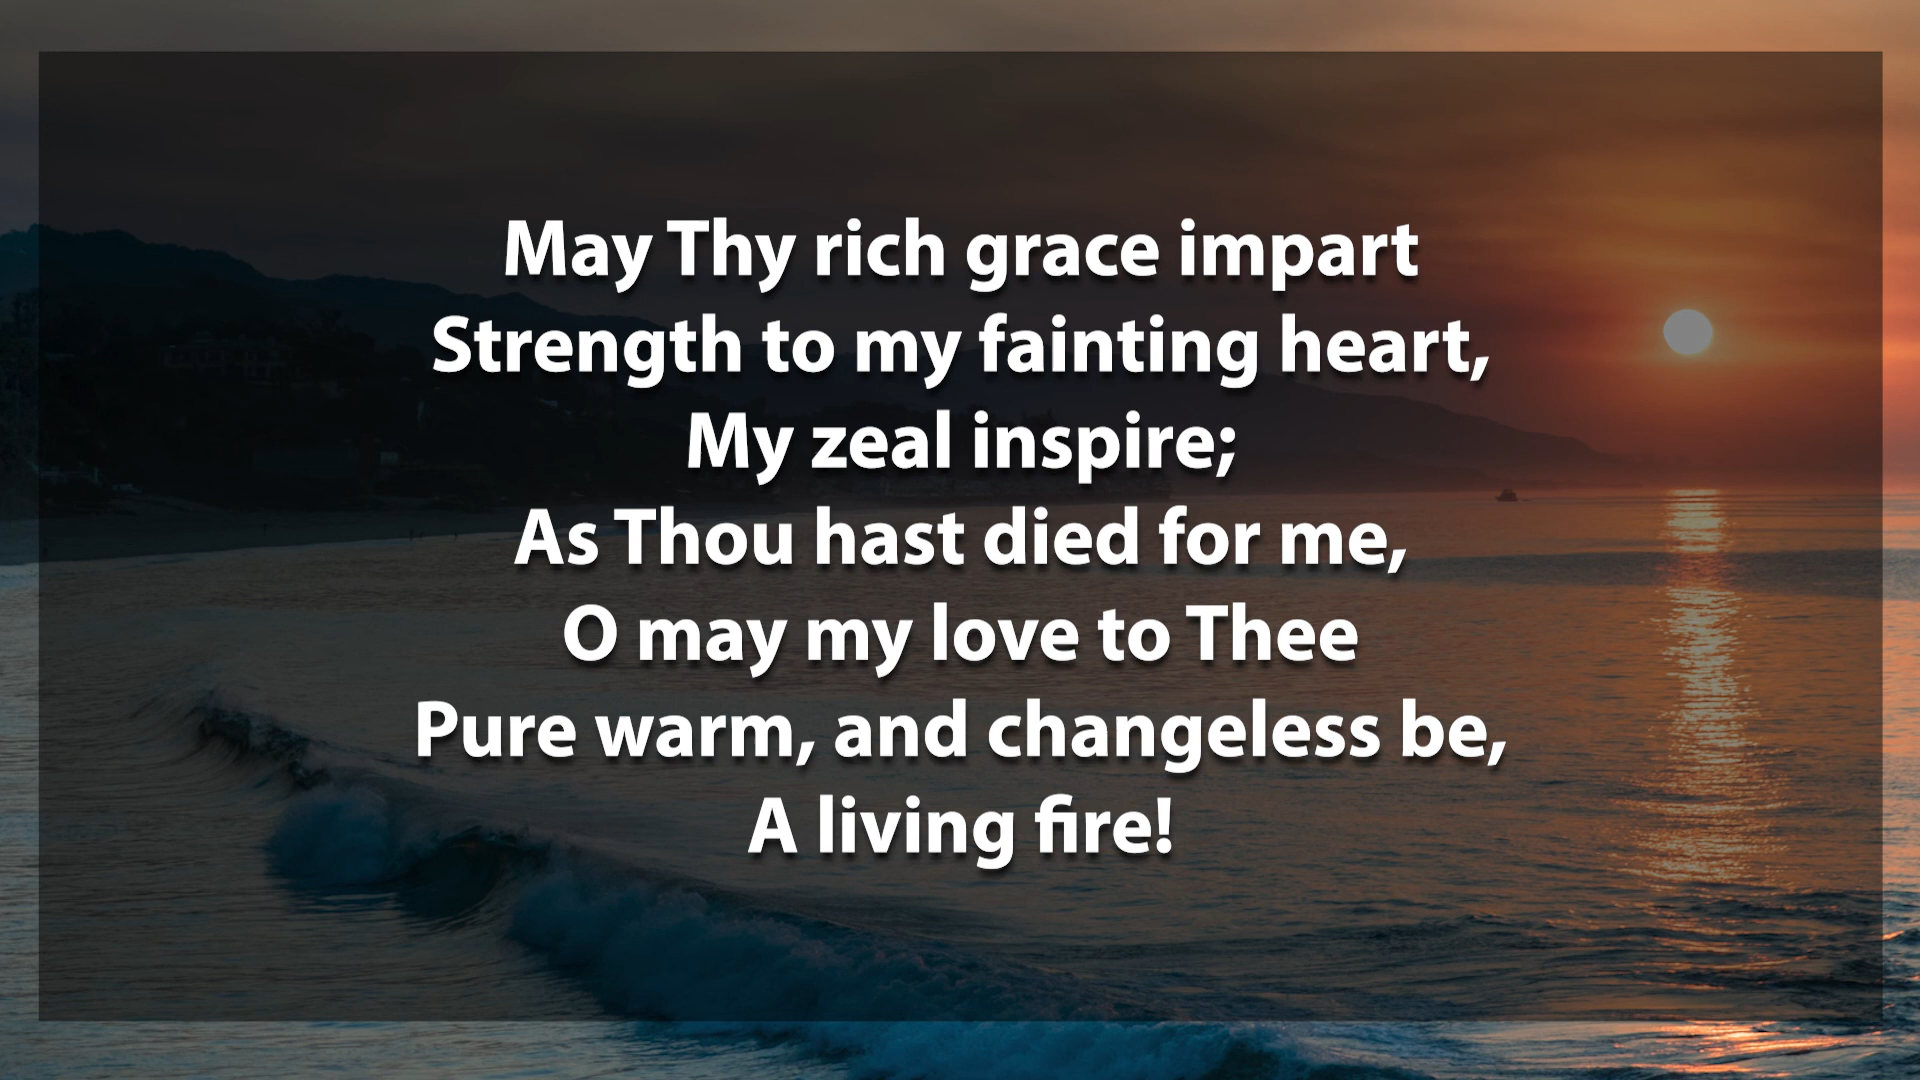 May Thy rich grace impart
Strength to my fainting heart,
My zeal inspire;
As Thou hast died for me,
O may my love to Thee
Pure warm, and changeless be,
A living fire!